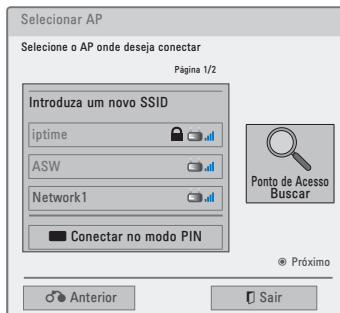 Selecionar AP
Selecione o AP onde deseja conectar
Página 1/2
Introduza um novo SSID
iptime
ASW
Network1
Conectar no modo PIN
Ponto de Acesso
Buscar
Próximo
Anterior
Sair